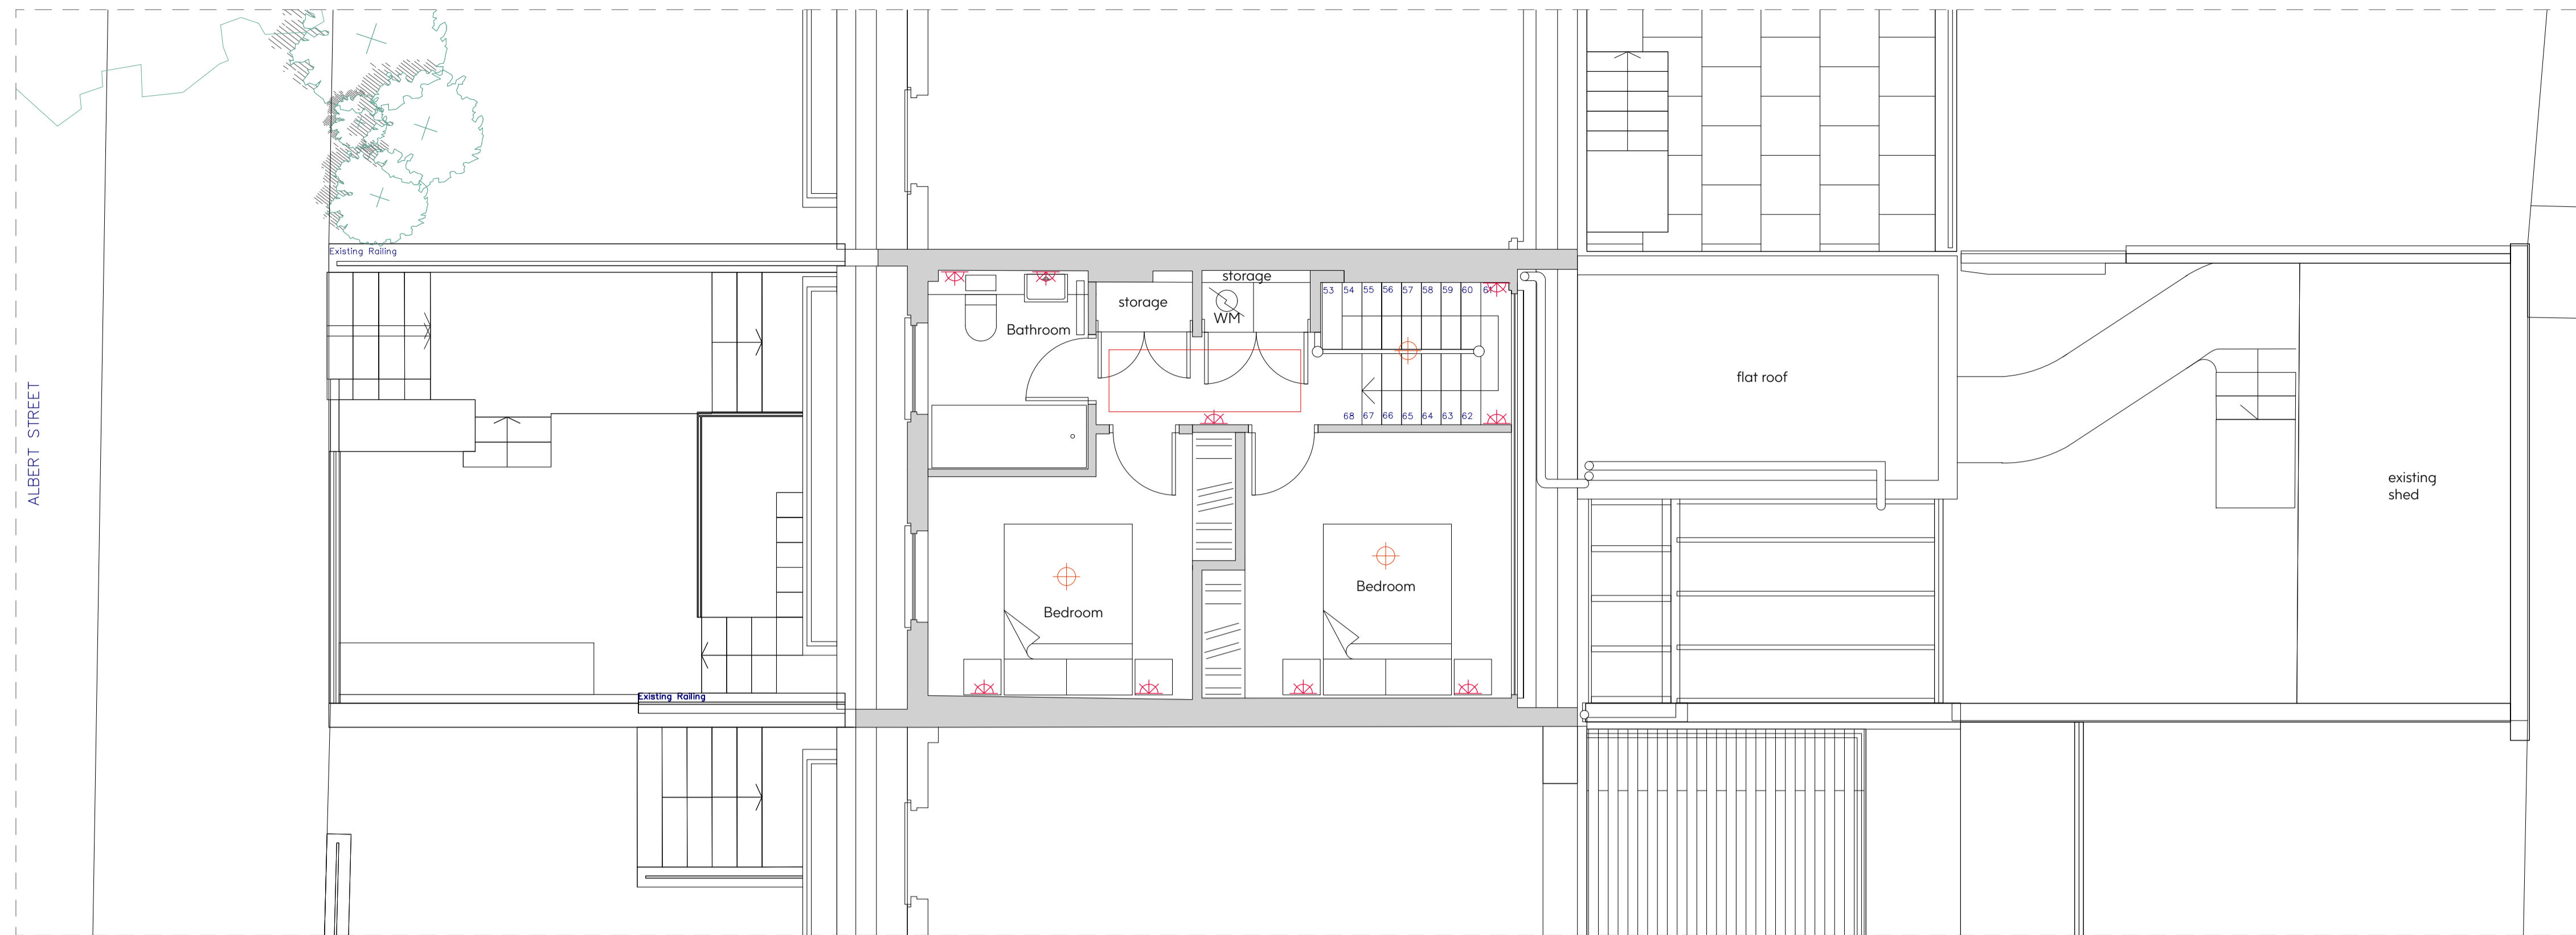 Existing Railing
ALBERT STREET
storage
storage
WM
Bathroom
53 54 55 56 57 58 59 60 61
68 67 66 65 64 63 62
flat roof
existing
shed
Bedroom
Bedroom
Existing Railing